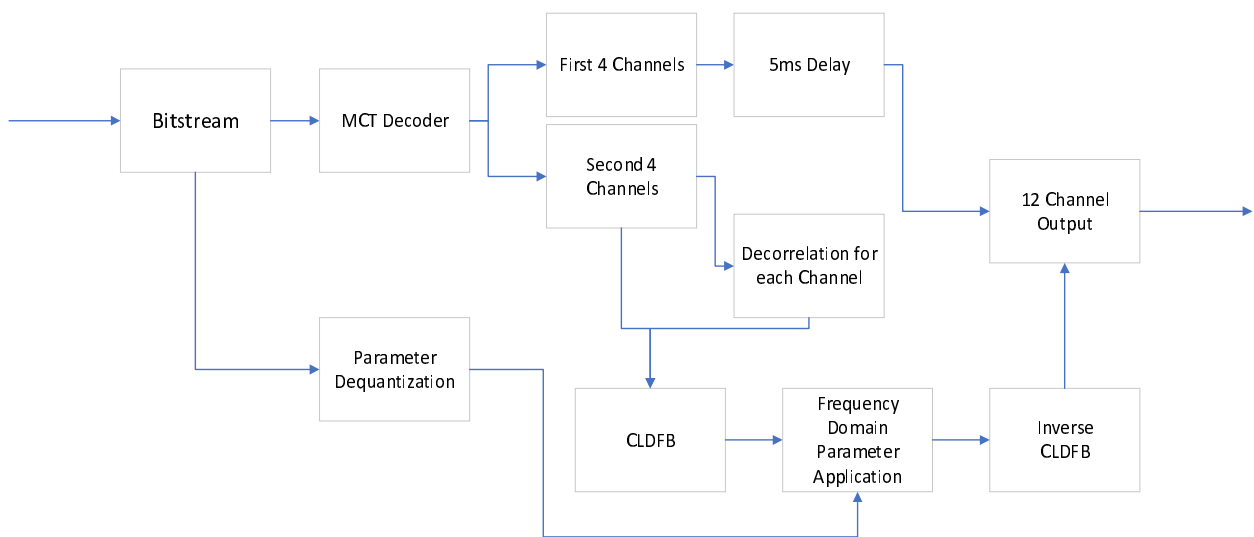 First 4 Channels
5ms Delay
Bitstream
MCT Decoder
Second 4
Channels
12 Channel
Output
Decorrelation for
each Channel
Parameter
Dequantization
CLDFB
Frequency
Domain
Parameter
Application
Inverse
CLDFB